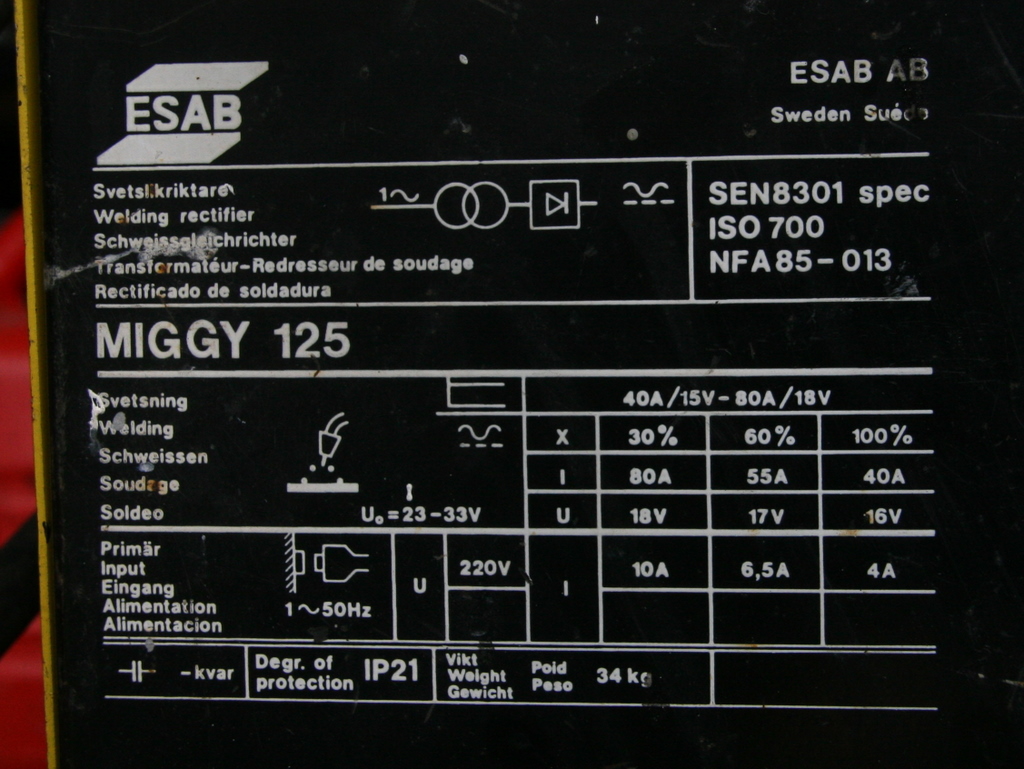 ESAB
ESAB AB
Sweden Suéde
Svetslikriktare
Welding rectifier
Schweissgleichrichter
Transformatéur-Redresseur de soudage
Rectificado de soldadura
1~
SEN8301 spec
ISO 700
NFA85-013
MIGGY 125
Svetsning
Welding
Schweissen
Soudage
Soldeo
U₀=23-33V
40A/15V-80A/18V
X 30% 60% 100%
I 80A 55A 40A
U 18V 17V 16V
Primär
Input
Eingang
Alimentation
Alimentacion
1~50Hz
U 220V I 10A 6,5A 4A
-kvar
Degr. of
protection
IP21
Vikt
Weight
Gewicht
Poid
Peso
34 kg